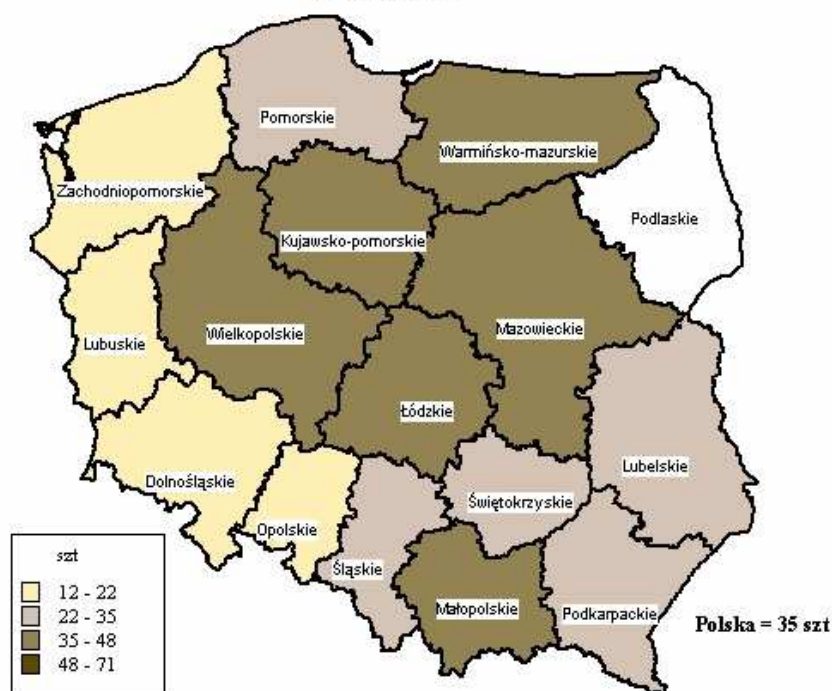 Pomorskie
Warmińsko-mazurskie
Zachodniopomorskie
Podlaskie
Kujawsko-pomorskie
Mazowieckie
Wielkopolskie
Lubuskie
Łódzkie
Lubelskie
Dolnośląskie
Świętokrzyskie
Opolskie
Śląskie
Małopolskie
Podkarpackie
Polska = 35 szt
szt
12 - 22
22 - 35
35 - 48
48 - 71